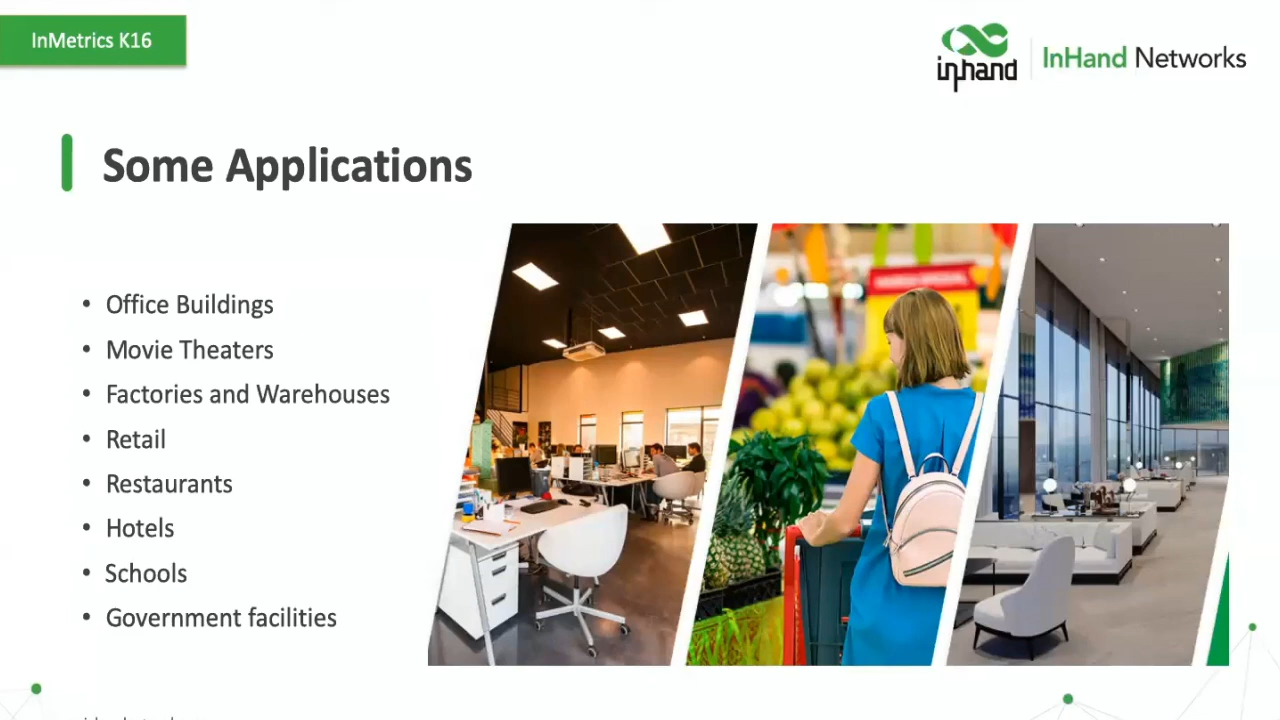 InMetrics K16
inhand
InHand Networks
Some Applications
• Office Buildings
• Movie Theaters
• Factories and Warehouses
• Retail
• Restaurants
• Hotels
• Schools
• Government facilities